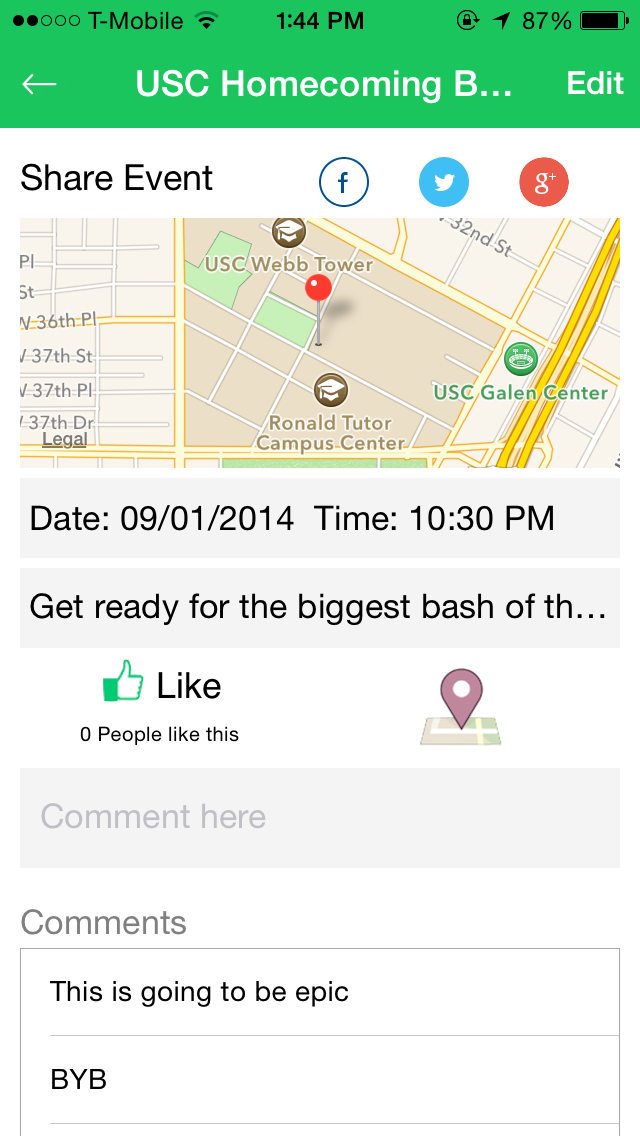 T-Mobile 1:44 PM 87%
USC Homecoming B... Edit
Share Event
f g+
32nd St
USC Webb Tower
Pl
St
W 36th Pl
37th St
USC Galen Center
37th Pl
37th Dr
Ronald Tutor
Campus Center
Legal
Date: 09/01/2014 Time: 10:30 PM
Get ready for the biggest bash of th...
Like
0 People like this
Comment here
Comments
This is going to be epic
BYB